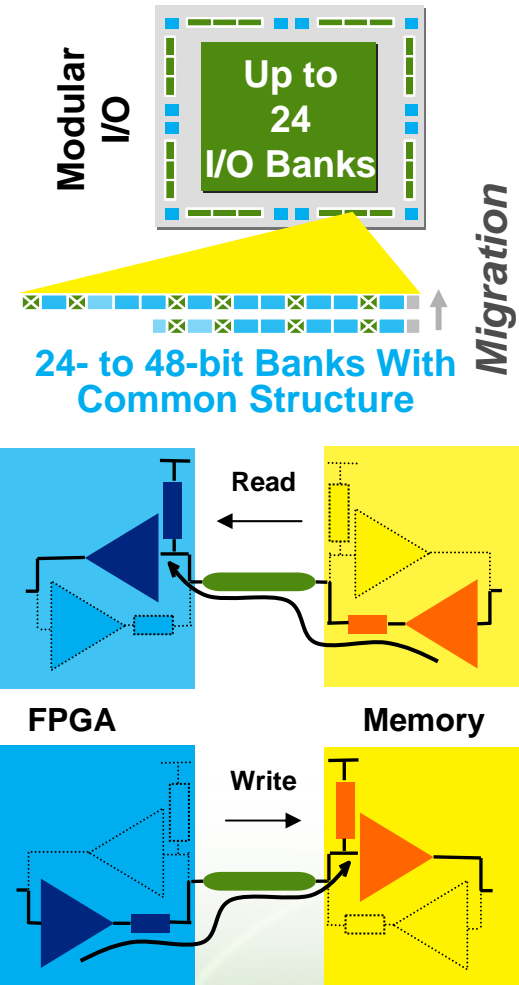 Modular
I/O
Up to
24
I/O Banks
Migration
24- to 48-bit Banks With
Common Structure
Read
FPGA
Memory
Write